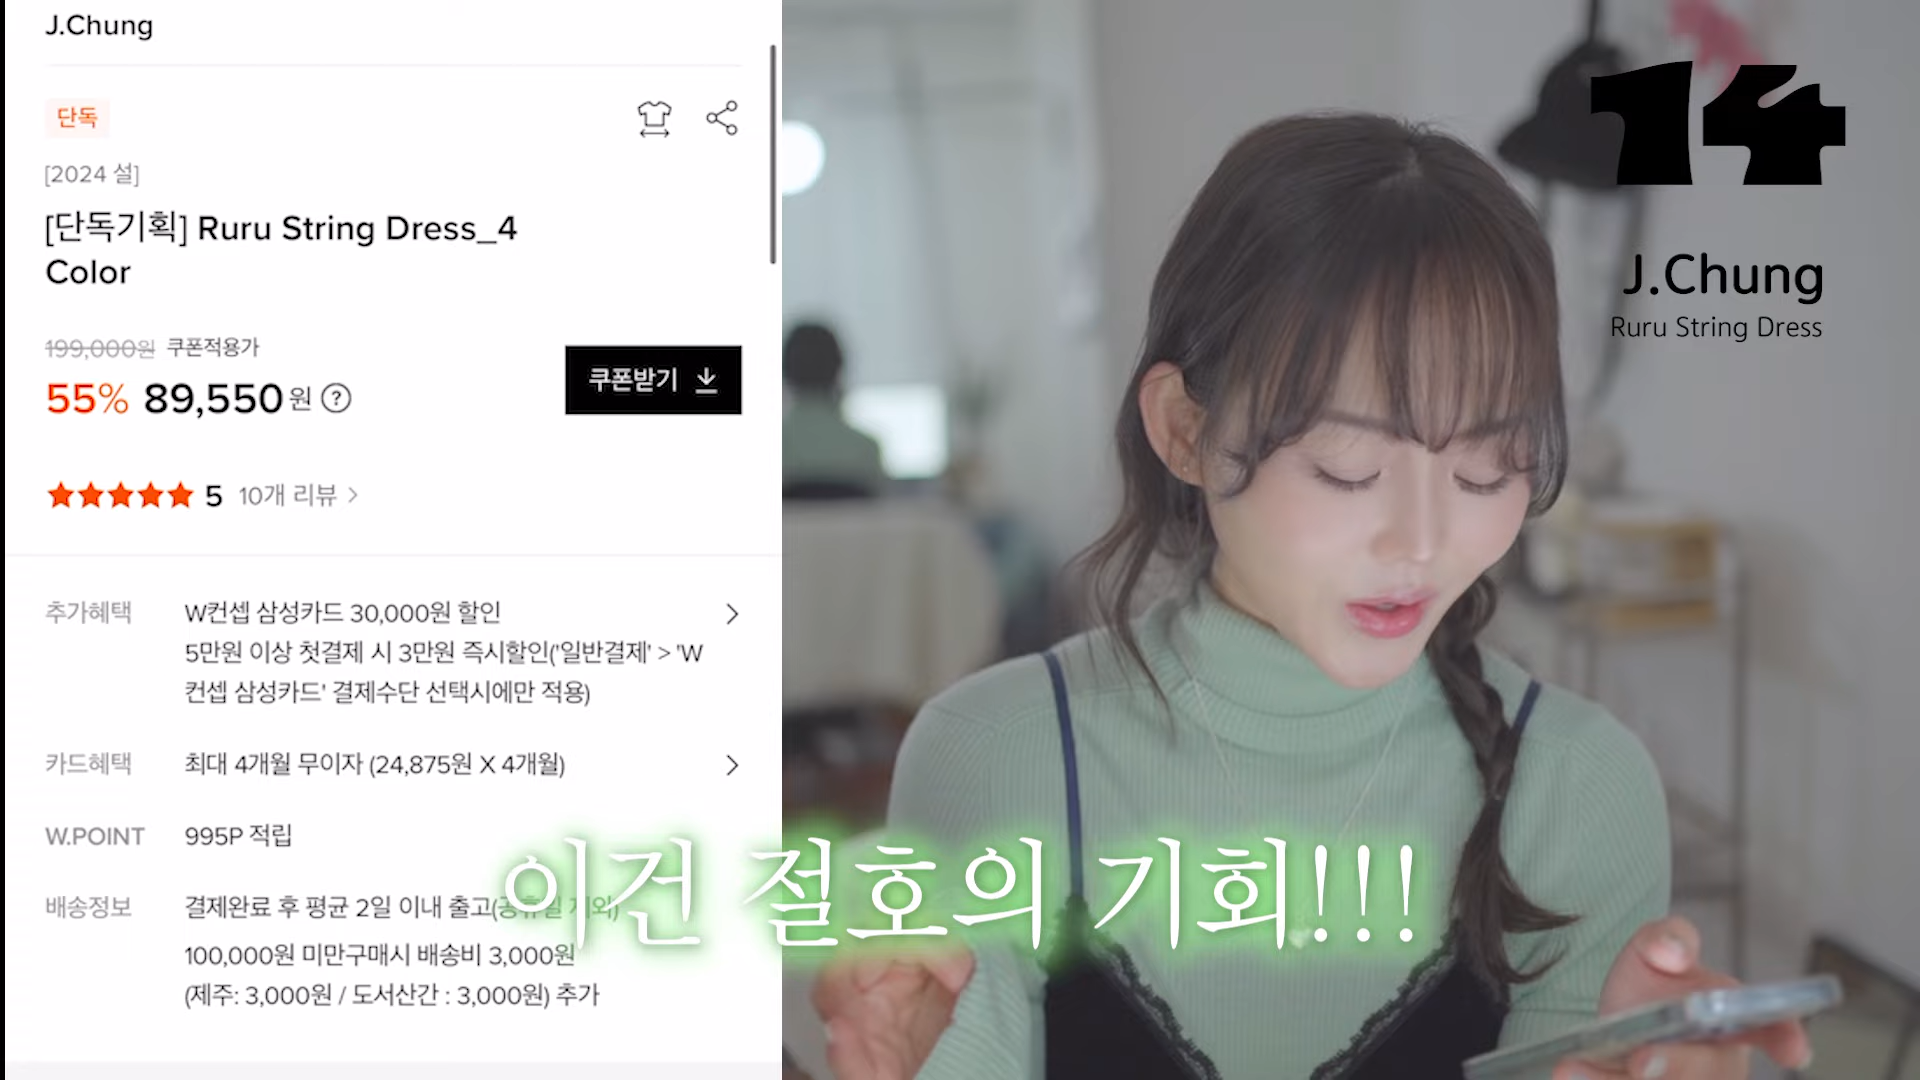 J.Chung
단독
[2024 설]
[단독기획] Ruru String Dress_4
Color
199,000원 쿠폰적용가
55% 89,550원 ?
쿠폰받기
5 10개 리뷰 >
추가혜택 W컨셉 삼성카드 30,000원 할인 >
5만원 이상 첫결제 시 3만원 즉시할인('일반결제' > 'W
컨셉 삼성카드' 결제수단 선택시에만 적용)
카드혜택 최대 4개월 무이자 (24,875원 X 4개월) >
W.POINT 995P 적립
배송정보 결제완료 후 평균 2일 이내 출고(공휴일 제외)
100,000원 미만구매시 배송비 3,000원
(제주: 3,000원 / 도서산간 : 3,000원) 추가
14
J.Chung
Ruru String Dress
이건 절호의 기회!!!